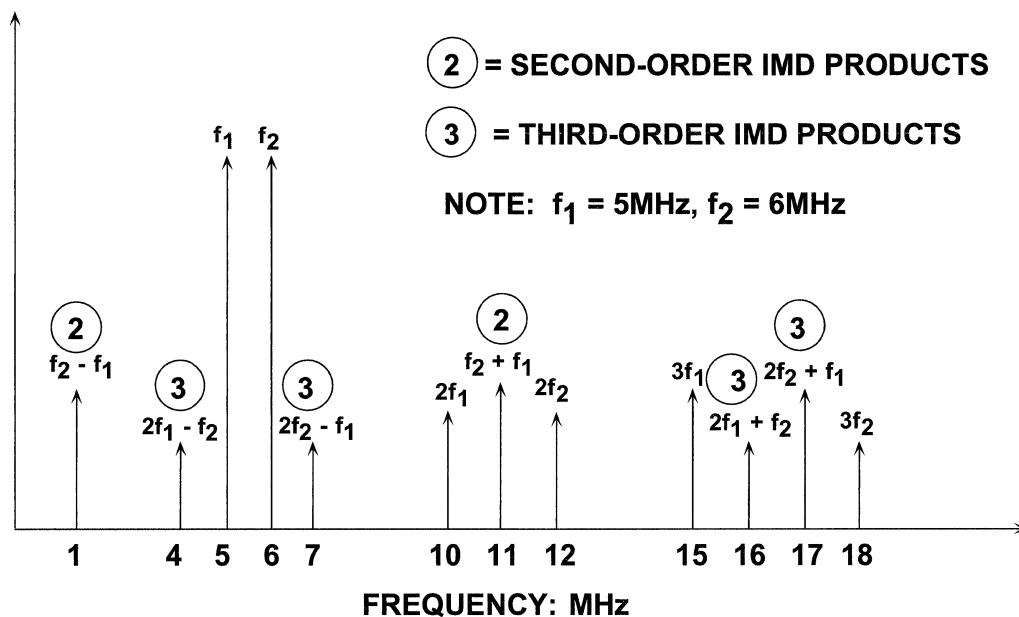 2 = SECOND-ORDER IMD PRODUCTS
3 = THIRD-ORDER IMD PRODUCTS
NOTE: f1 = 5MHz, f2 = 6MHz
f1
f2
2
f2 - f1
3
2f1 - f2
3
2f2 - f1
2f1
2
f2 + f1
2f2
3f1
3
2f1 + f2
3
2f2 + f1
3f2
1 4 5 6 7 10 11 12 15 16 17 18
FREQUENCY: MHz